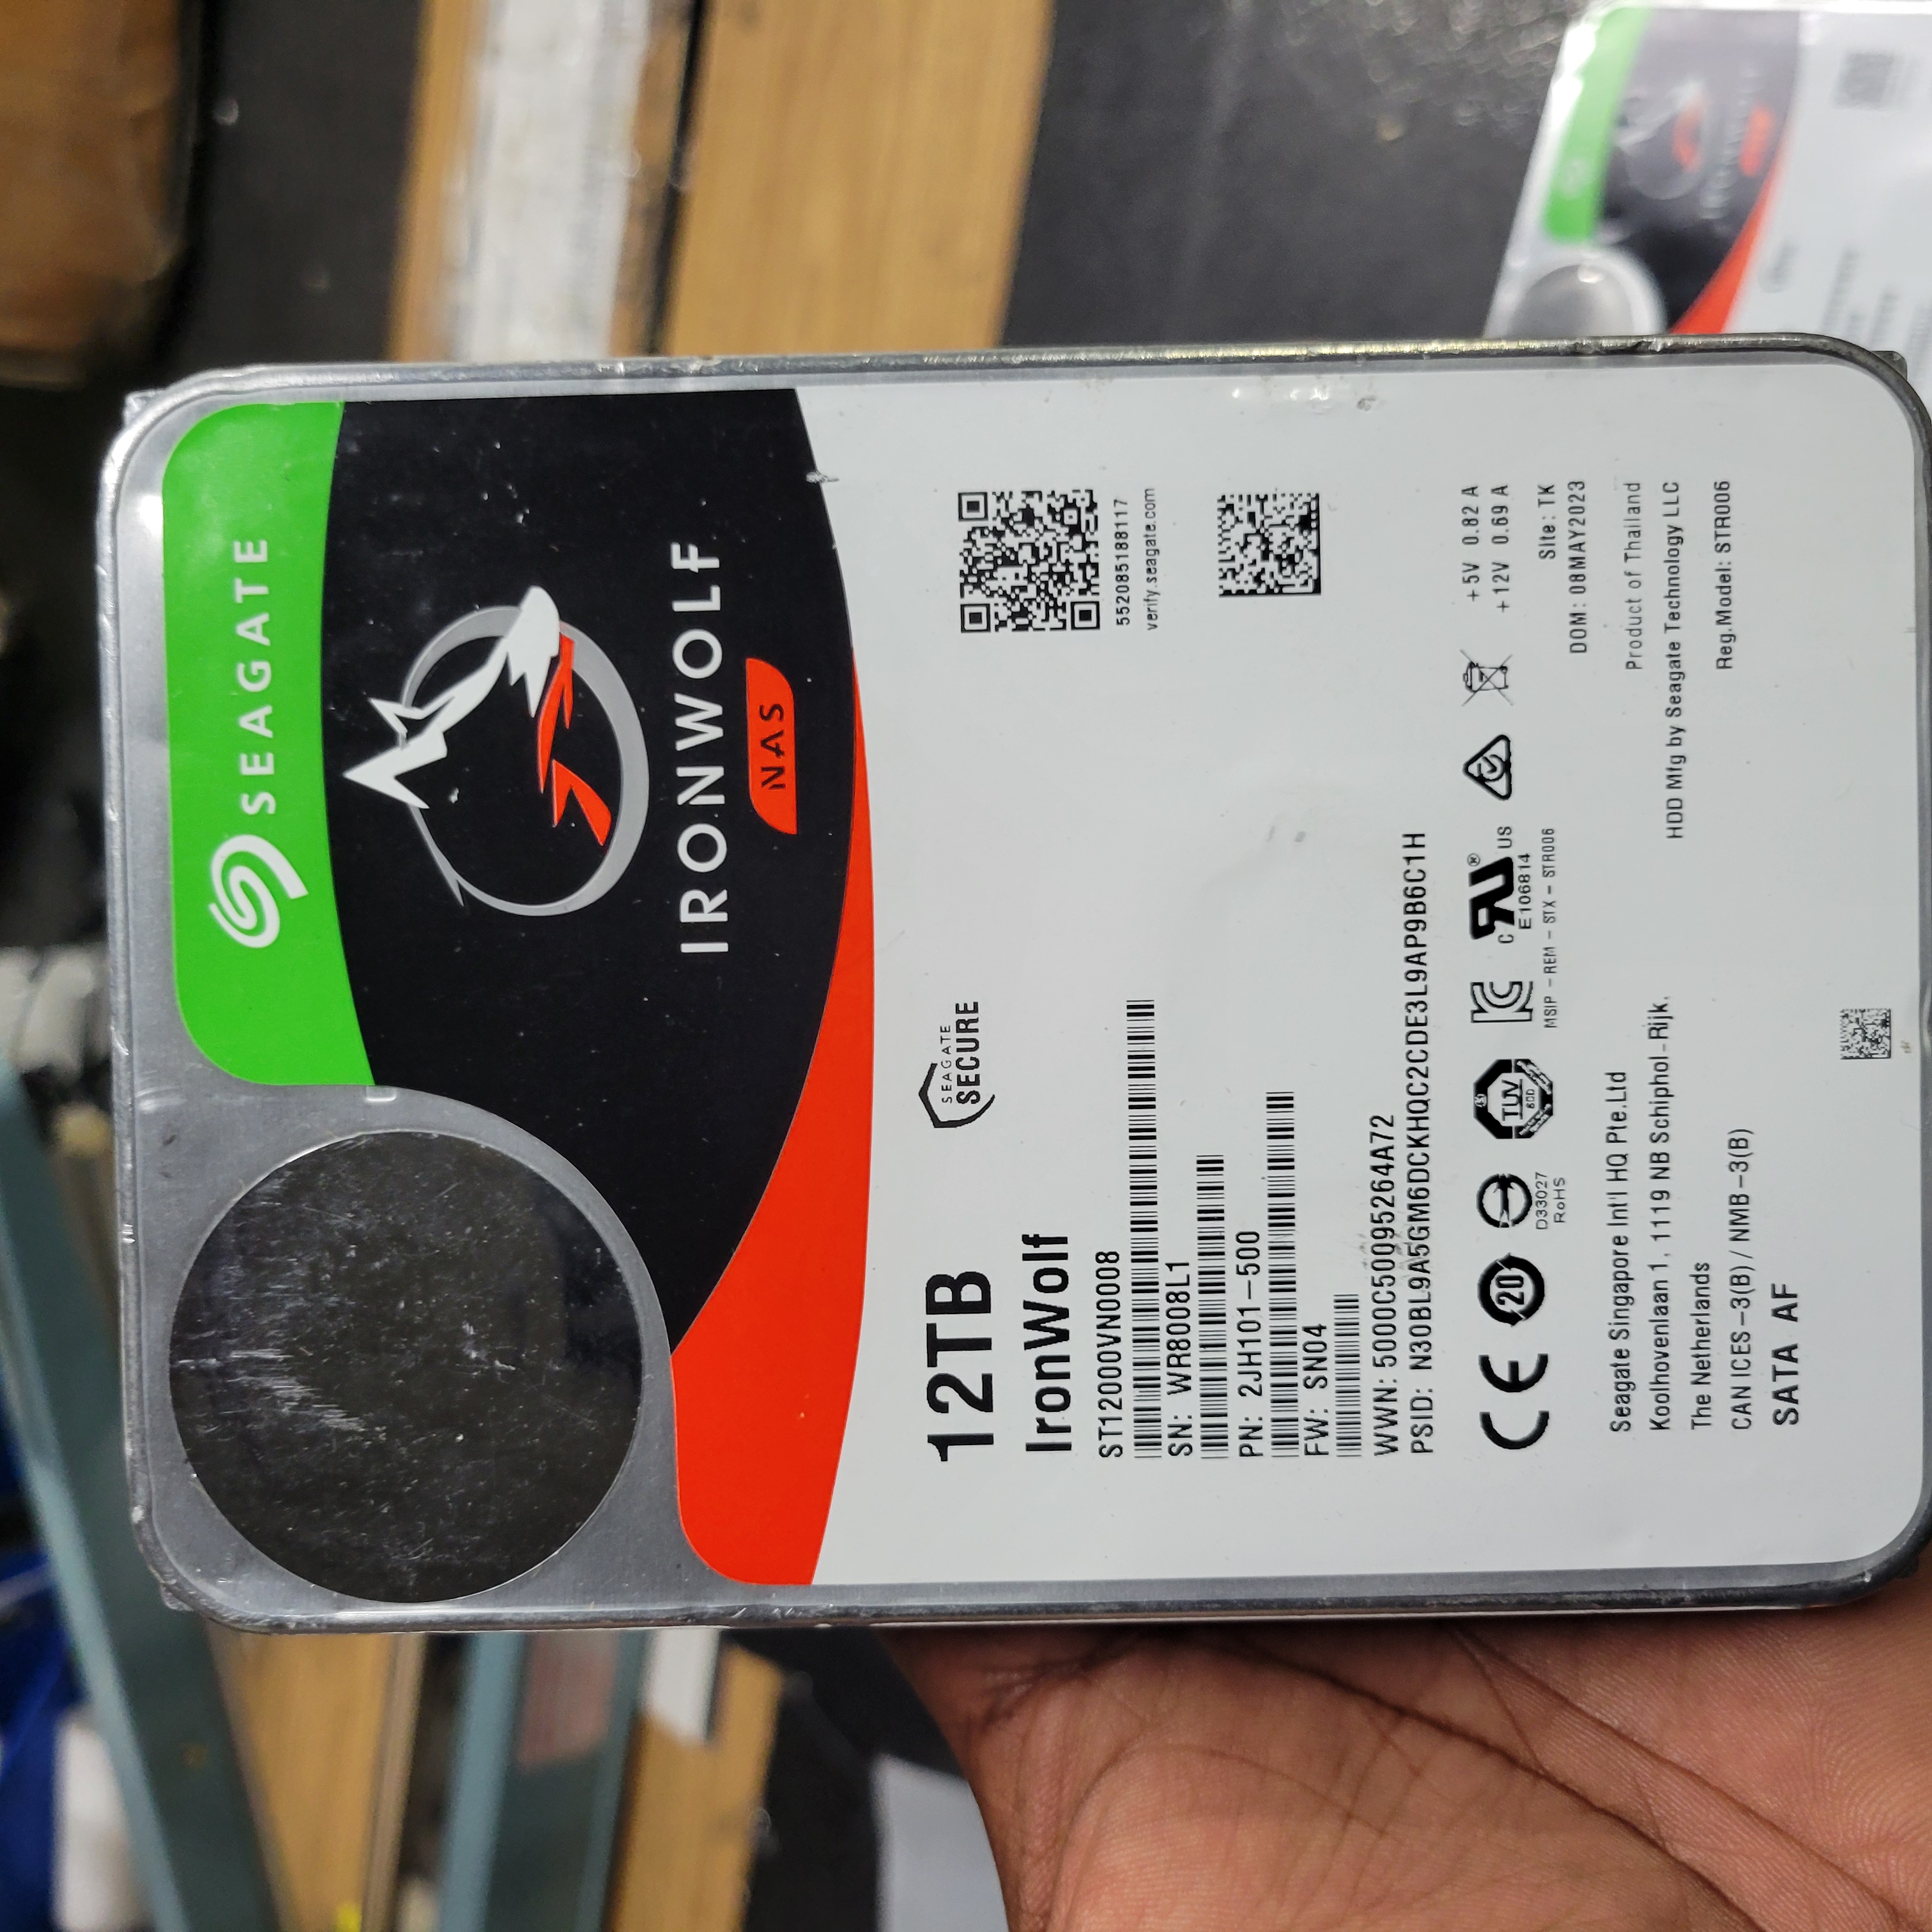 SEAGATE
IRONWOLF
NAS
12TB
SEAGATE
SECURE
IronWolf
ST12000VN0008
SN: WR8008L1
PN: 2JH101-500
FW: SN04
WWN: 5000C50095264A72
PSID: N30BL9A5GM6DCKHQC2CDE3L9AP9B6C1H
552085188117
verify.seagate.com
+5V 0.82 A
+12V 0.69 A
Site: TK
DOM: 08MAY2023
Product of Thailand
HDD Mfg by Seagate Technology LLC
Reg.Model: STR006
CE
20
D33027
RoHS
TÜV
c RU® US
E106814
MSIP-REM-STX-STR006
Seagate Singapore Int'l HQ Pte.Ltd
Koolhovenlaan 1, 1119 NB Schiphol-Rijk,
The Netherlands
CAN ICES-3(B) / NMB-3(B)
SATA AF
IRONWOLF